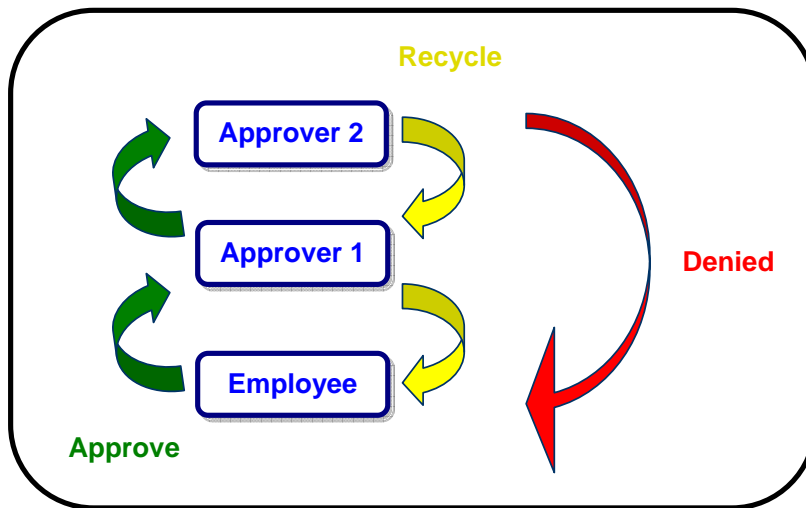 Recycle
Approver 2
Approver 1
Denied
Employee
Approve